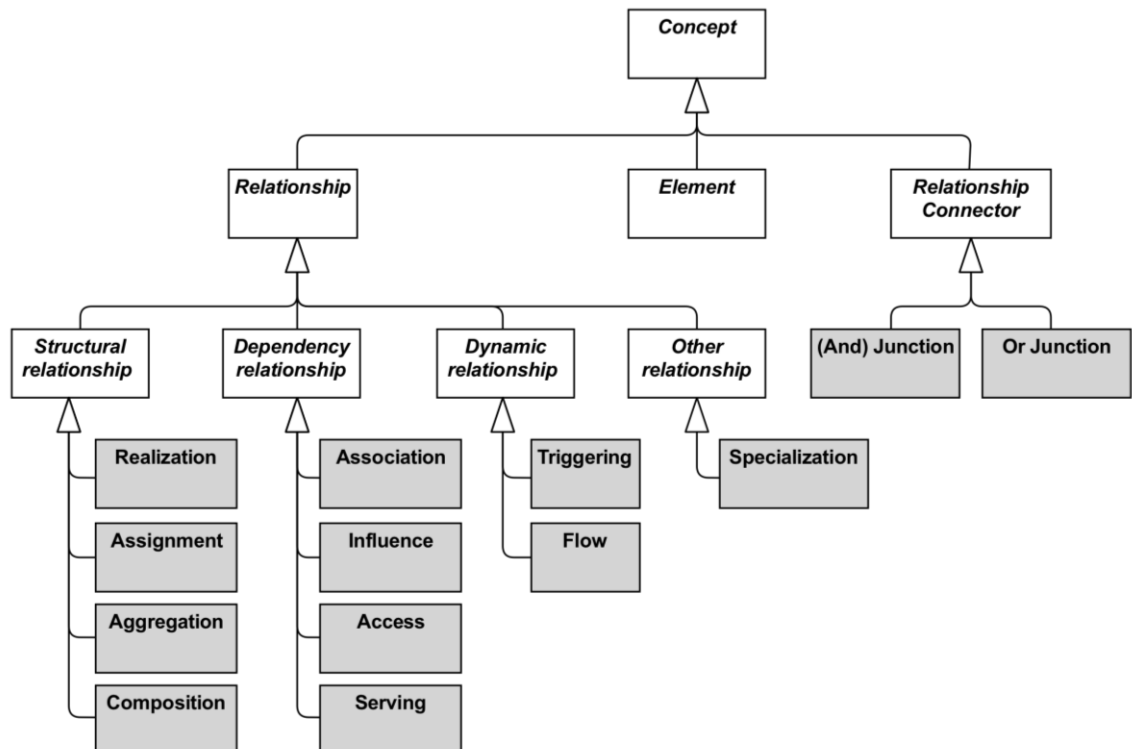 Concept
Relationship
Element
Relationship
Connector
Structural
relationship
Dependency
relationship
Dynamic
relationship
Other
relationship
(And) Junction
Or Junction
Realization
Association
Triggering
Specialization
Assignment
Influence
Flow
Aggregation
Access
Composition
Serving